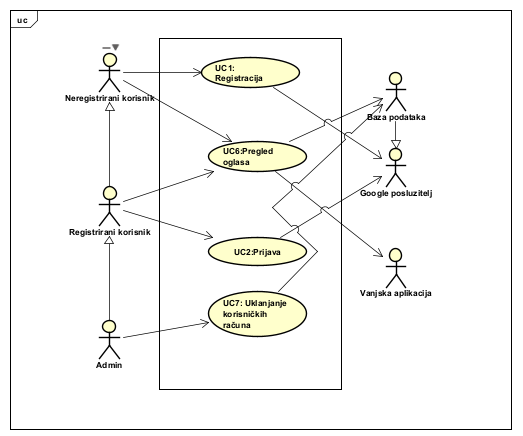 uc
UC1:
Registracija
Neregistrirani korisnik
Baza podataka
UC6:Pregled
oglasa
Google posluzitelj
Registrirani korisnik
UC2:Prijava
Vanjska aplikacija
UC7: Uklanjanje
korisničkih
računa
Admin